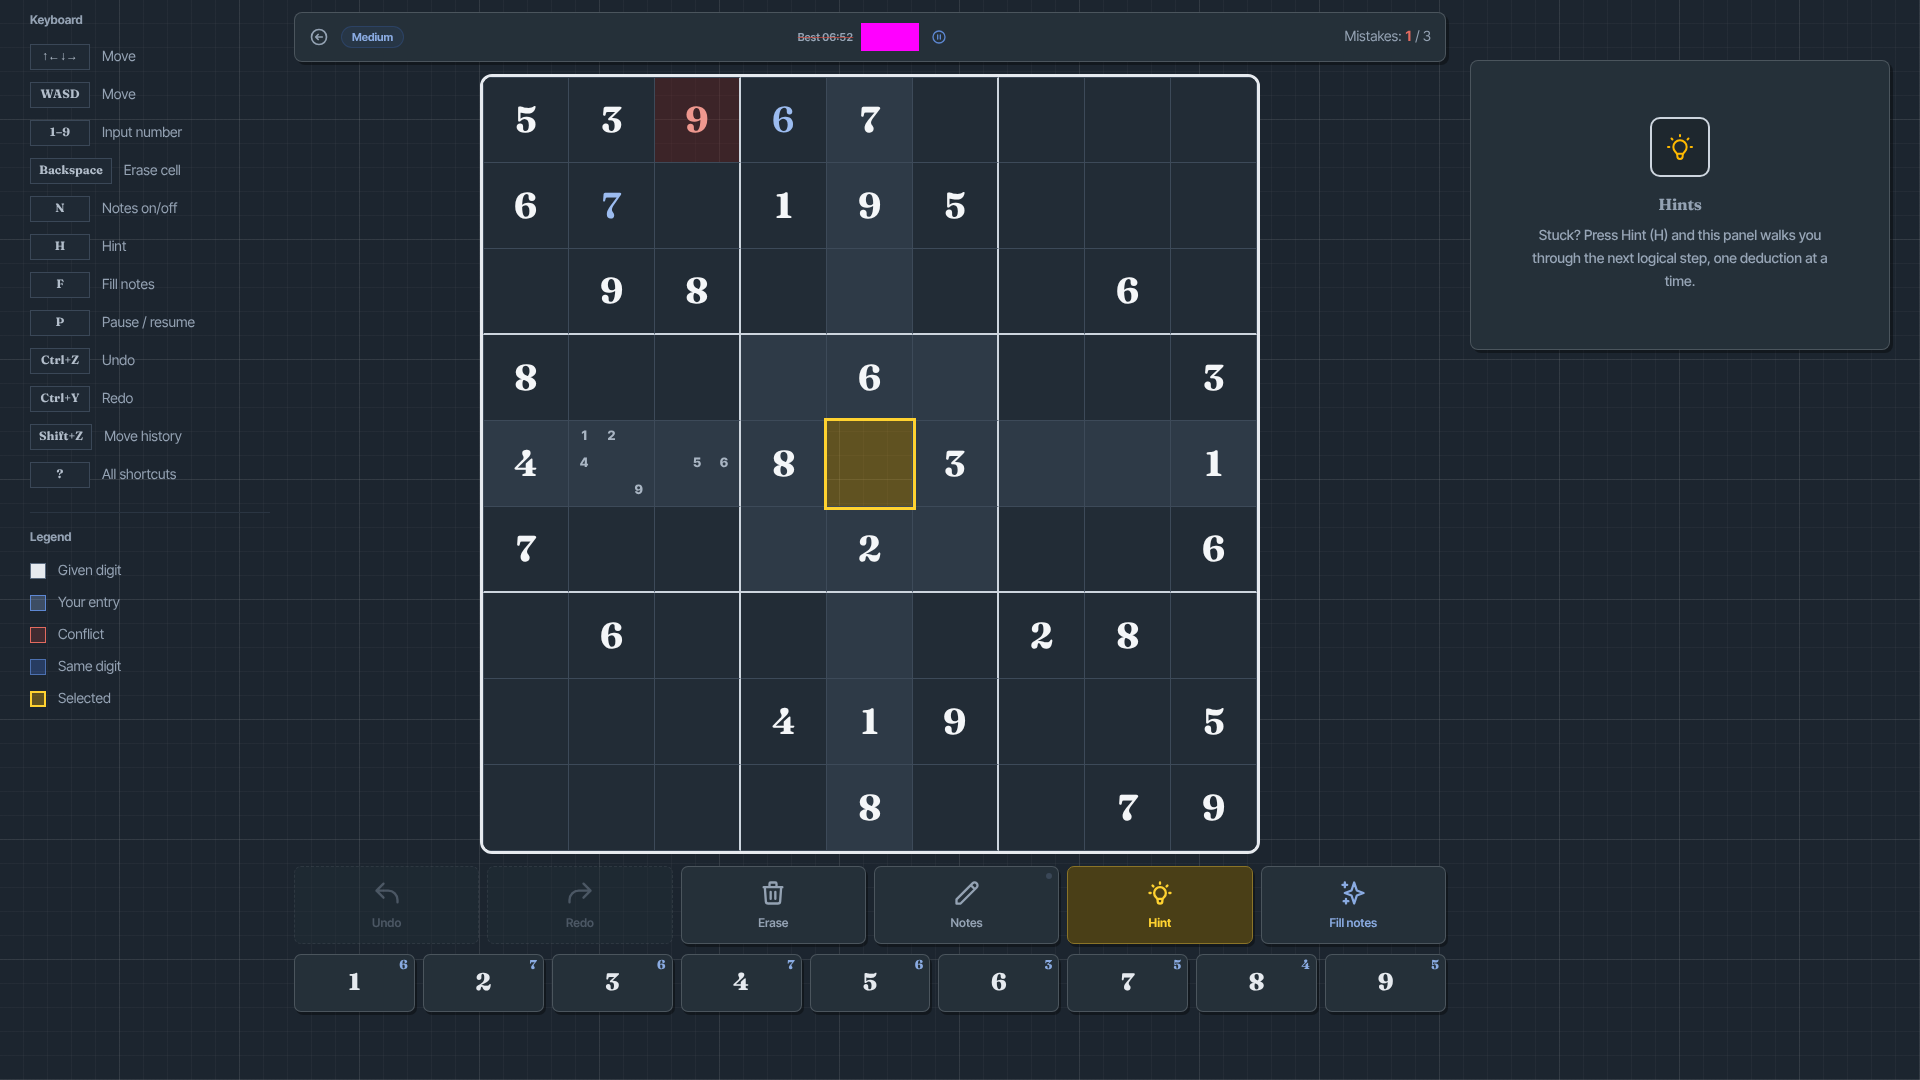 Keyboard
↑←↓→ Move
WASD Move
1–9 Input number
Backspace Erase cell
N Notes on/off
H Hint
F Fill notes
P Pause / resume
Ctrl+Z Undo
Ctrl+Y Redo
Shift+Z Move history
? All shortcuts
Legend
Given digit
Your entry
Conflict
Same digit
Selected
Medium
Best 06:52
Mistakes: 1 / 3
5 3 9 6 7
6 7 1 9 5
9 8 6
8 6 3
4 1 2 4 9 5 6 8 3 1
7 2 6
6 2 8
4 1 9 5
8 7 9
Undo Redo Erase Notes Hint Fill notes
1 6 2 7 3 6 4 7 5 6 6 3 7 5 8 4 9 5
Hints
Stuck? Press Hint (H) and this panel walks you
through the next logical step, one deduction at a
time.